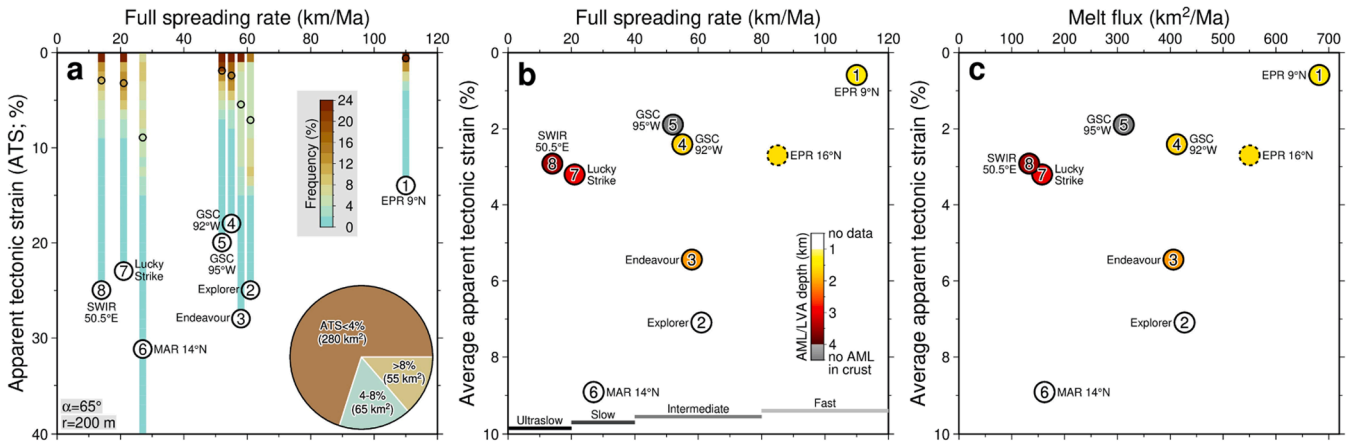 Full spreading rate (km/Ma)
0 20 40 60 80 100 120
Apparent tectonic strain (ATS; %)
0
10
20
30
40
a
Frequency (%)
24
20
16
12
8
4
0
1
EPR 9°N
GSC
92°W
4
5
GSC
95°W
7
Lucky
Strike
8
SWIR
50.5°E
Explorer
2
Endeavour
3
6
MAR 14°N
ATS<4%
(280 km²)
>8%
(55 km²)
4-8%
(65 km²)
α=65°
r=200 m
Full spreading rate (km/Ma)
0 20 40 60 80 100 120
Average apparent tectonic strain (%)
0
2
4
6
8
10
b
1
EPR 9°N
GSC
95°W
5
4
GSC
92°W
EPR 16°N
SWIR
50.5°E
8
7
Lucky
Strike
Endeavour
3
Explorer
2
6
MAR 14°N
AML/LVA depth (km)
no data
1
2
3
4
no AML
in crust
Ultraslow
Slow
Intermediate
Fast
Melt flux (km²/Ma)
0 100 200 300 400 500 600 700
Average apparent tectonic strain (%)
0
2
4
6
8
10
c
EPR 9°N
1
GSC
95°W
5
4
GSC
92°W
EPR 16°N
SWIR
50.5°E
8
7
Lucky
Strike
Endeavour
3
Explorer
2
6
MAR 14°N